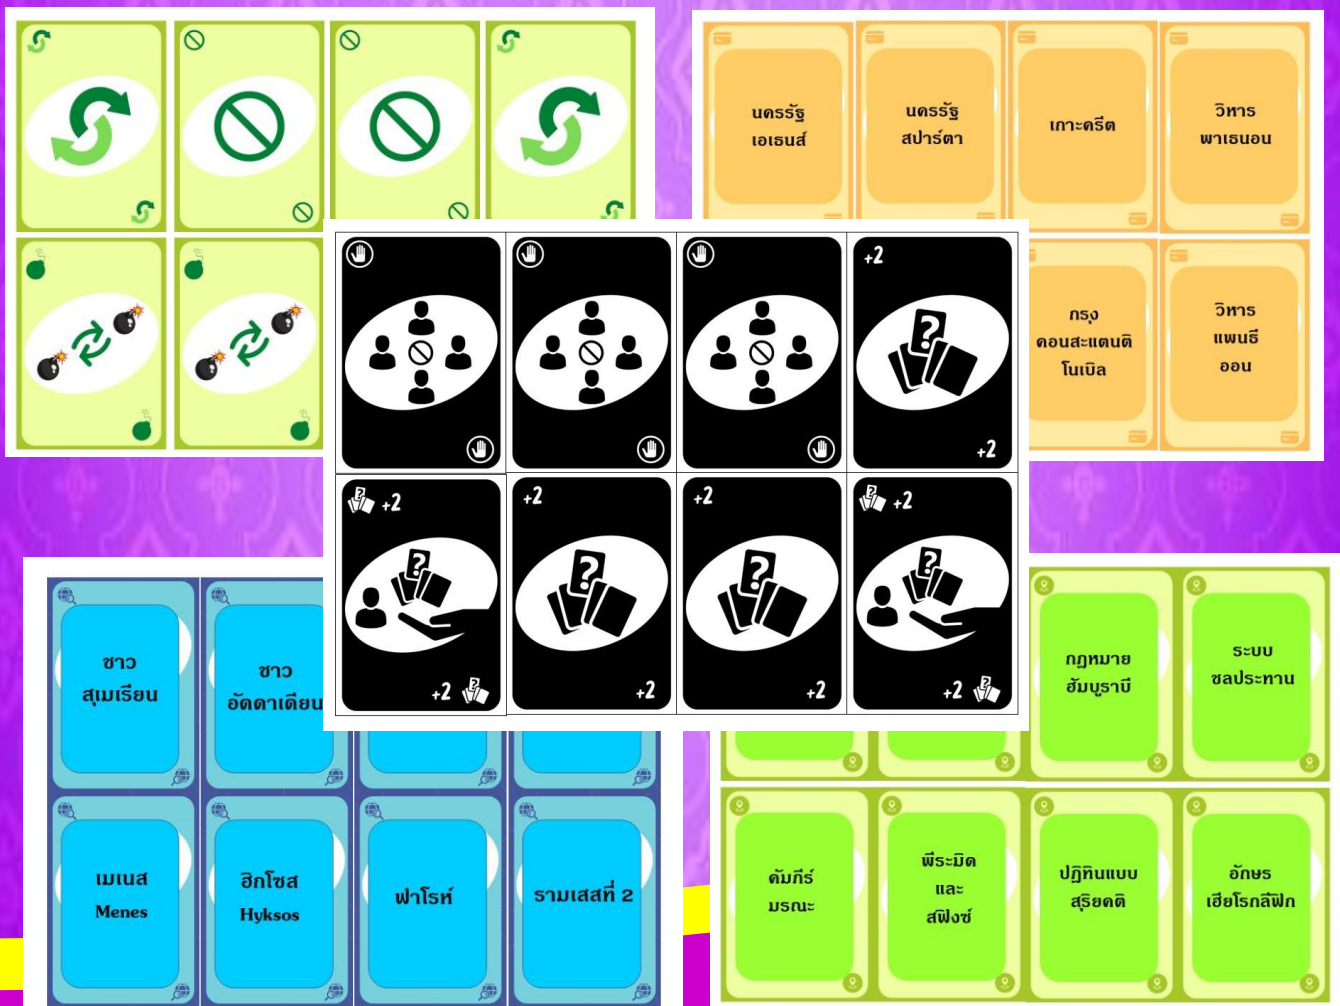 นครรัฐ
เอเธนส์
นครรัฐ
สปาร์ตา
เกาะครีต
วิหาร
พาเธนอน
กรุง
คอนสะแตนติ
โนเบิล
วิหาร
แพนธี
ออน
+2
?
+2
? +2
?
+2 ?
+2
?
+2
+2
?
+2
? +2
?
+2 ?
ชาว
สุเมเรียน
ชาว
อัคคาเดียน
เมเนส
Menes
ฮิกโซส
Hyksos
ฟาโรห์
รามเสสที่ 2
กฎหมาย
ฮัมบูราบี
ระบบ
ชลประทาน
คัมภีร์
มรณะ
พีระมิด
และ
สฟิงซ์
ปฏิทินแบบ
สุริยคติ
อักษร
เฮียโรกลีฟิก